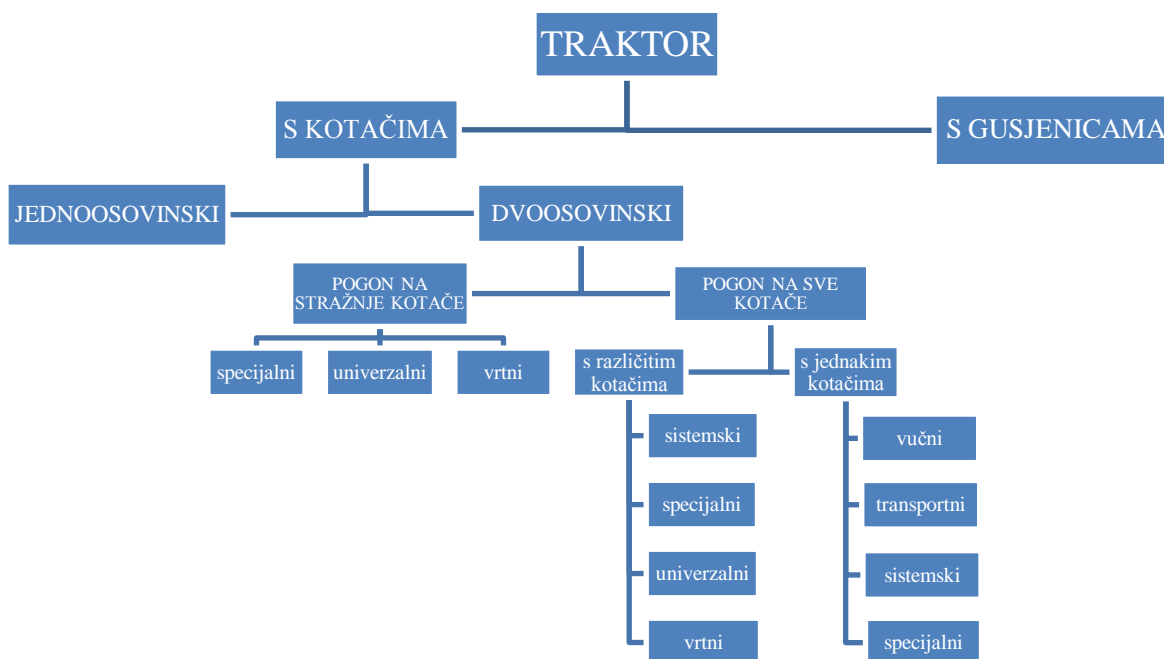 TRAKTOR
S KOTAČIMA
S GUSJENICAMA
JEDNOOSOVINSKI
DVOOSOVINSKI
POGON NA
STRAŽNJE KOTAČE
POGON NA SVE
KOTAČE
specijalni
univerzalni
vrtni
s različitim
kotačima
s jednakim
kotačima
sistemski
specijalni
univerzalni
vrtni
vučni
transportni
sistemski
specijalni